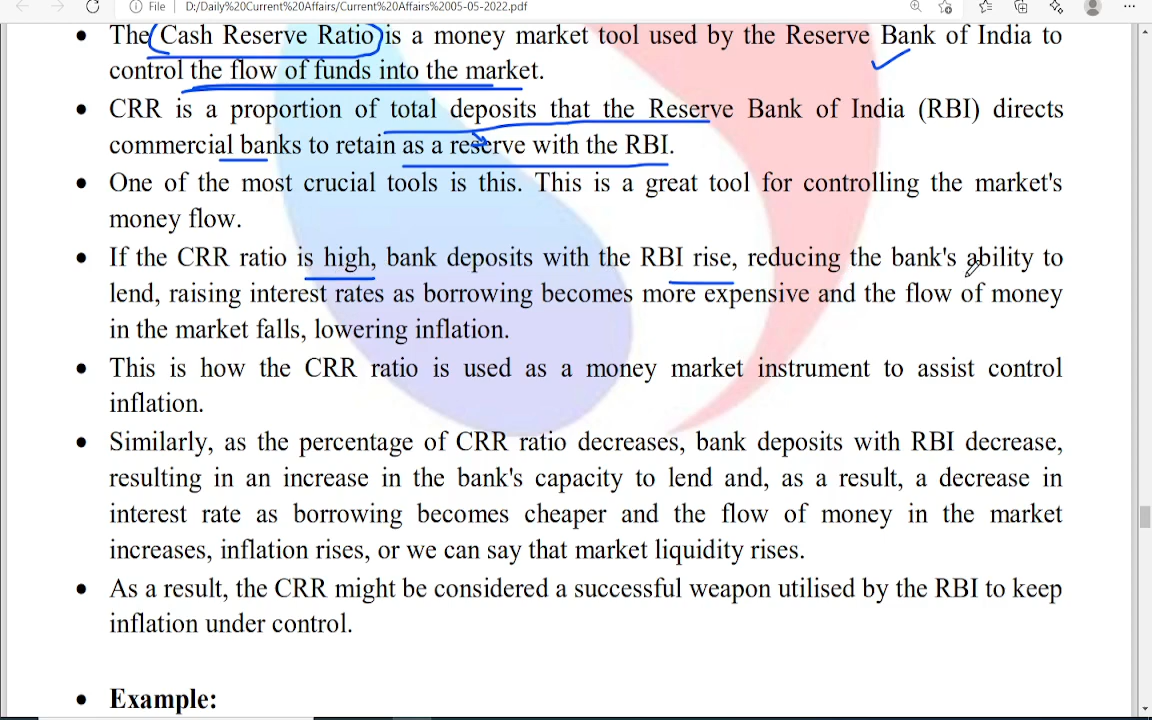 File
D:/Daily%20Current%20Affairs/Current%20Affairs%2005-05-2022.pdf
• The Cash Reserve Ratio is a money market tool used by the Reserve Bank of India to
control the flow of funds into the market.
• CRR is a proportion of total deposits that the Reserve Bank of India (RBI) directs
commercial banks to retain as a reserve with the RBI.
• One of the most crucial tools is this. This is a great tool for controlling the market's
money flow.
• If the CRR ratio is high, bank deposits with the RBI rise, reducing the bank's ability to
lend, raising interest rates as borrowing becomes more expensive and the flow of money
in the market falls, lowering inflation.
• This is how the CRR ratio is used as a money market instrument to assist control
inflation.
• Similarly, as the percentage of CRR ratio decreases, bank deposits with RBI decrease,
resulting in an increase in the bank's capacity to lend and, as a result, a decrease in
interest rate as borrowing becomes cheaper and the flow of money in the market
increases, inflation rises, or we can say that market liquidity rises.
• As a result, the CRR might be considered a successful weapon utilised by the RBI to keep
inflation under control.
• Example: